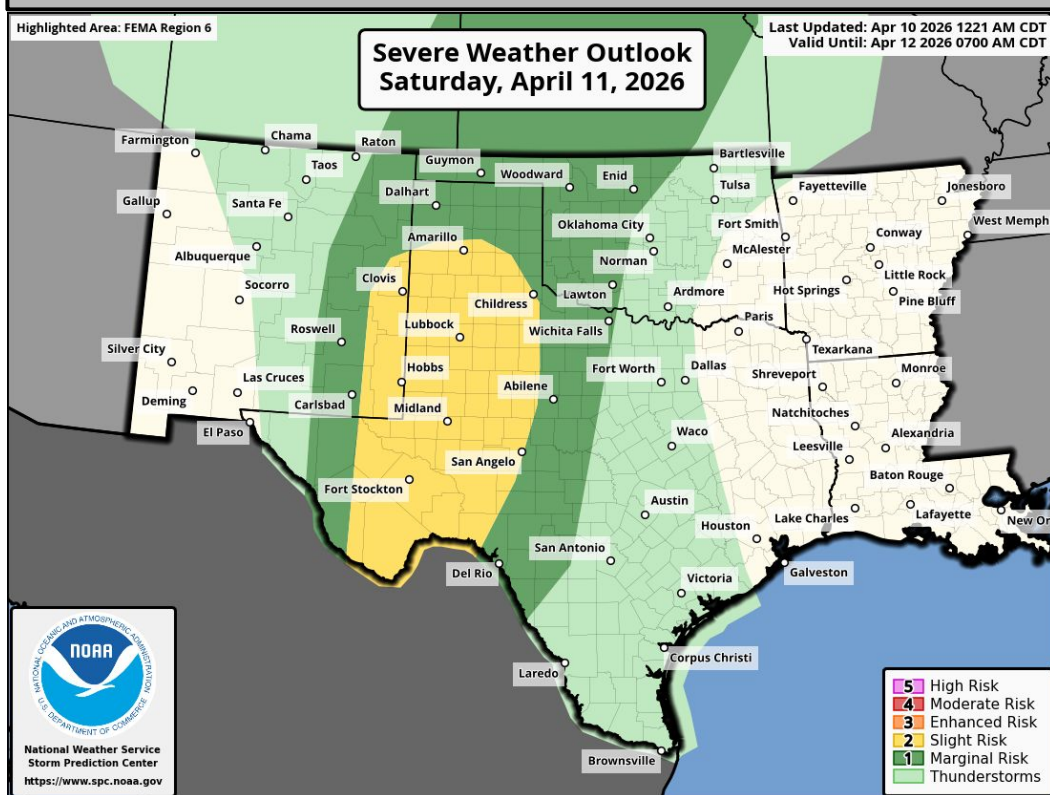 Highlighted Area: FEMA Region 6
Last Updated: Apr 10 2026 1221 AM CDT
Valid Until: Apr 12 2026 0700 AM CDT
Severe Weather Outlook
Saturday, April 11, 2026
Farmington
Chama
Raton
Taos
Guymon
Woodward
Enid
Bartlesville
Tulsa
Fayetteville
Jonesboro
Gallup
Santa Fe
Dalhart
Oklahoma City
Fort Smith
West Memph
Albuquerque
Amarillo
Norman
McAlester
Conway
Socorro
Clovis
Childress
Lawton
Ardmore
Hot Springs
Little Rock
Pine Bluff
Roswell
Lubbock
Wichita Falls
Paris
Texarkana
Silver City
Las Cruces
Hobbs
Fort Worth
Dallas
Shreveport
Monroe
Deming
Carlsbad
Midland
Abilene
Natchitoches
El Paso
Waco
Leesville
Alexandria
San Angelo
Baton Rouge
Fort Stockton
Austin
Houston
Lake Charles
Lafayette
New Or
San Antonio
Del Rio
Victoria
Galveston
Laredo
Corpus Christi
Brownsville
NATIONAL OCEANIC AND ATMOSPHERIC ADMINISTRATION
NOAA
U.S. DEPARTMENT OF COMMERCE
National Weather Service
Storm Prediction Center
https://www.spc.noaa.gov
5 High Risk
4 Moderate Risk
3 Enhanced Risk
2 Slight Risk
1 Marginal Risk
Thunderstorms